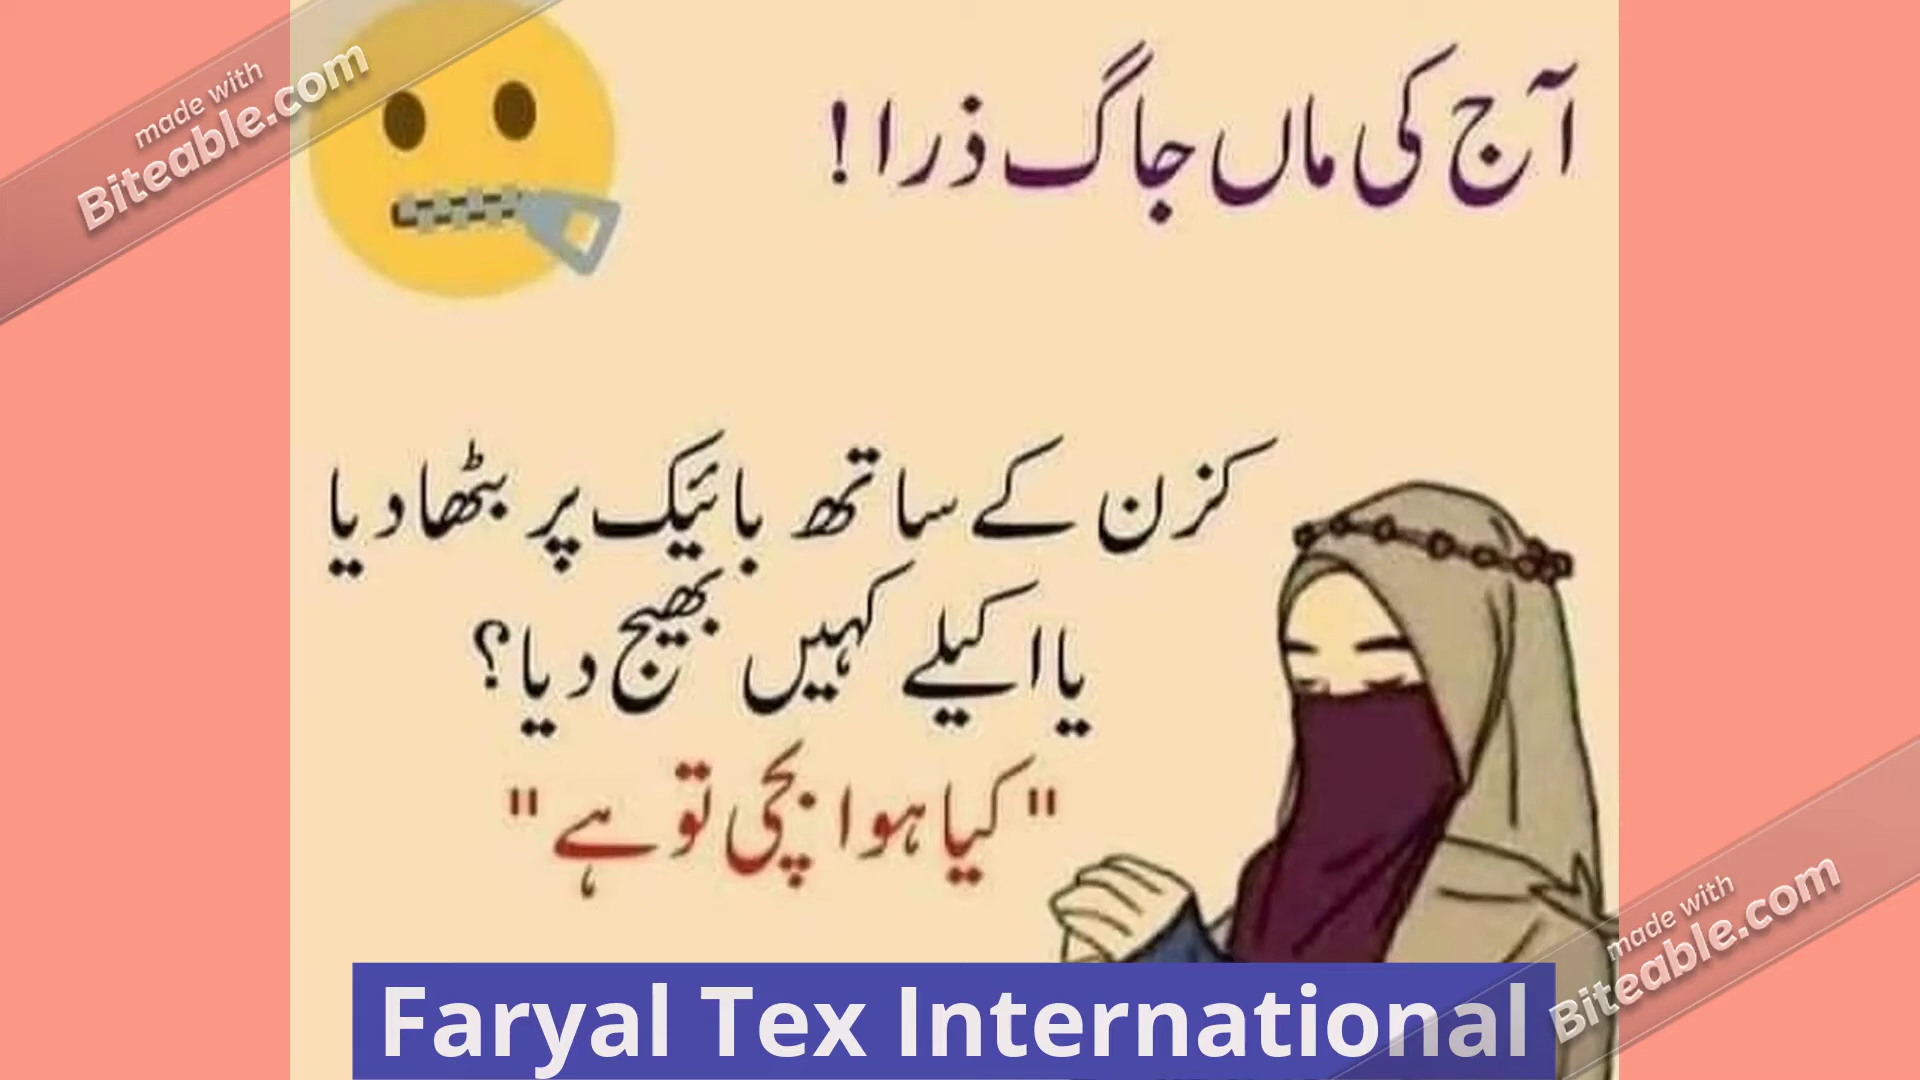 made with
Biteable.com
آج کی ماں جاگ ذرا!
کزن کے ساتھ بائیک پر بٹھا دیا
یا اکیلے کہیں بھیج دیا؟
"کیا ہوا بچی تو ہے"
Faryal Tex International
made with
Biteable.com